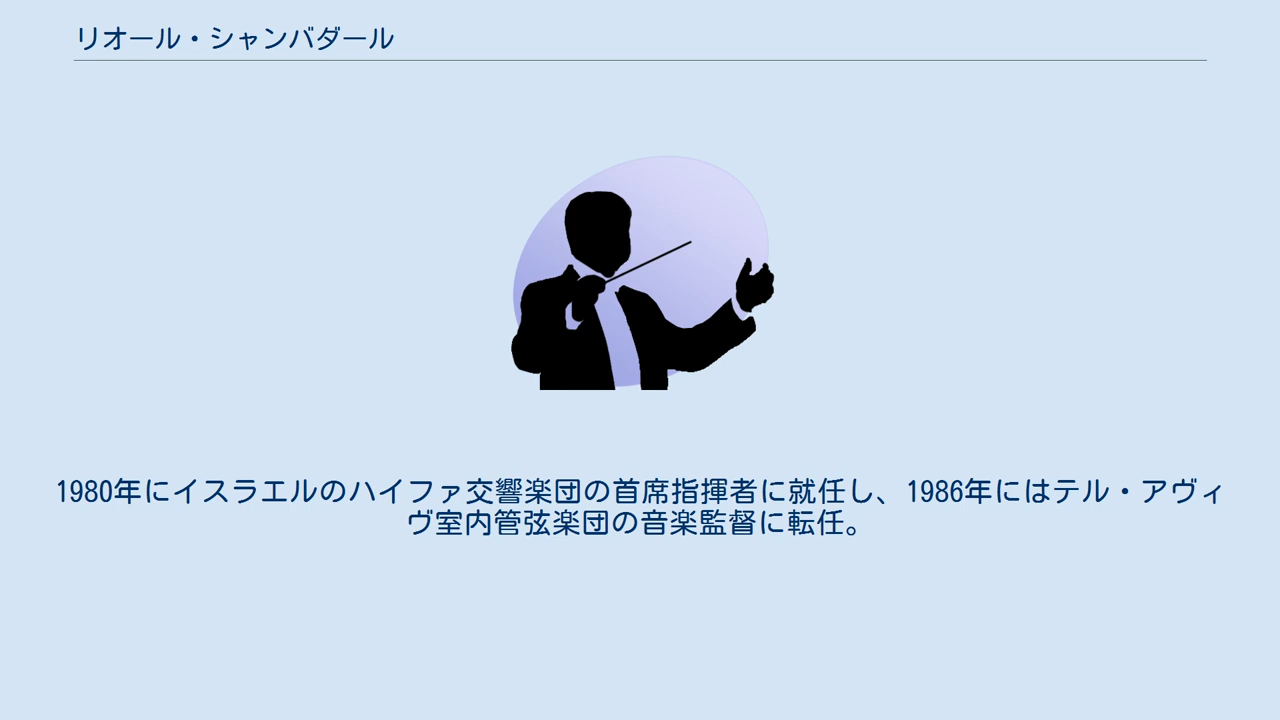 リオール・シャンバダール
1980年にイスラエルのハイファ交響楽団の首席指揮者に就任し、1986年にはテル・アヴィ
ヴ室内管弦楽団の音楽監督に転任。